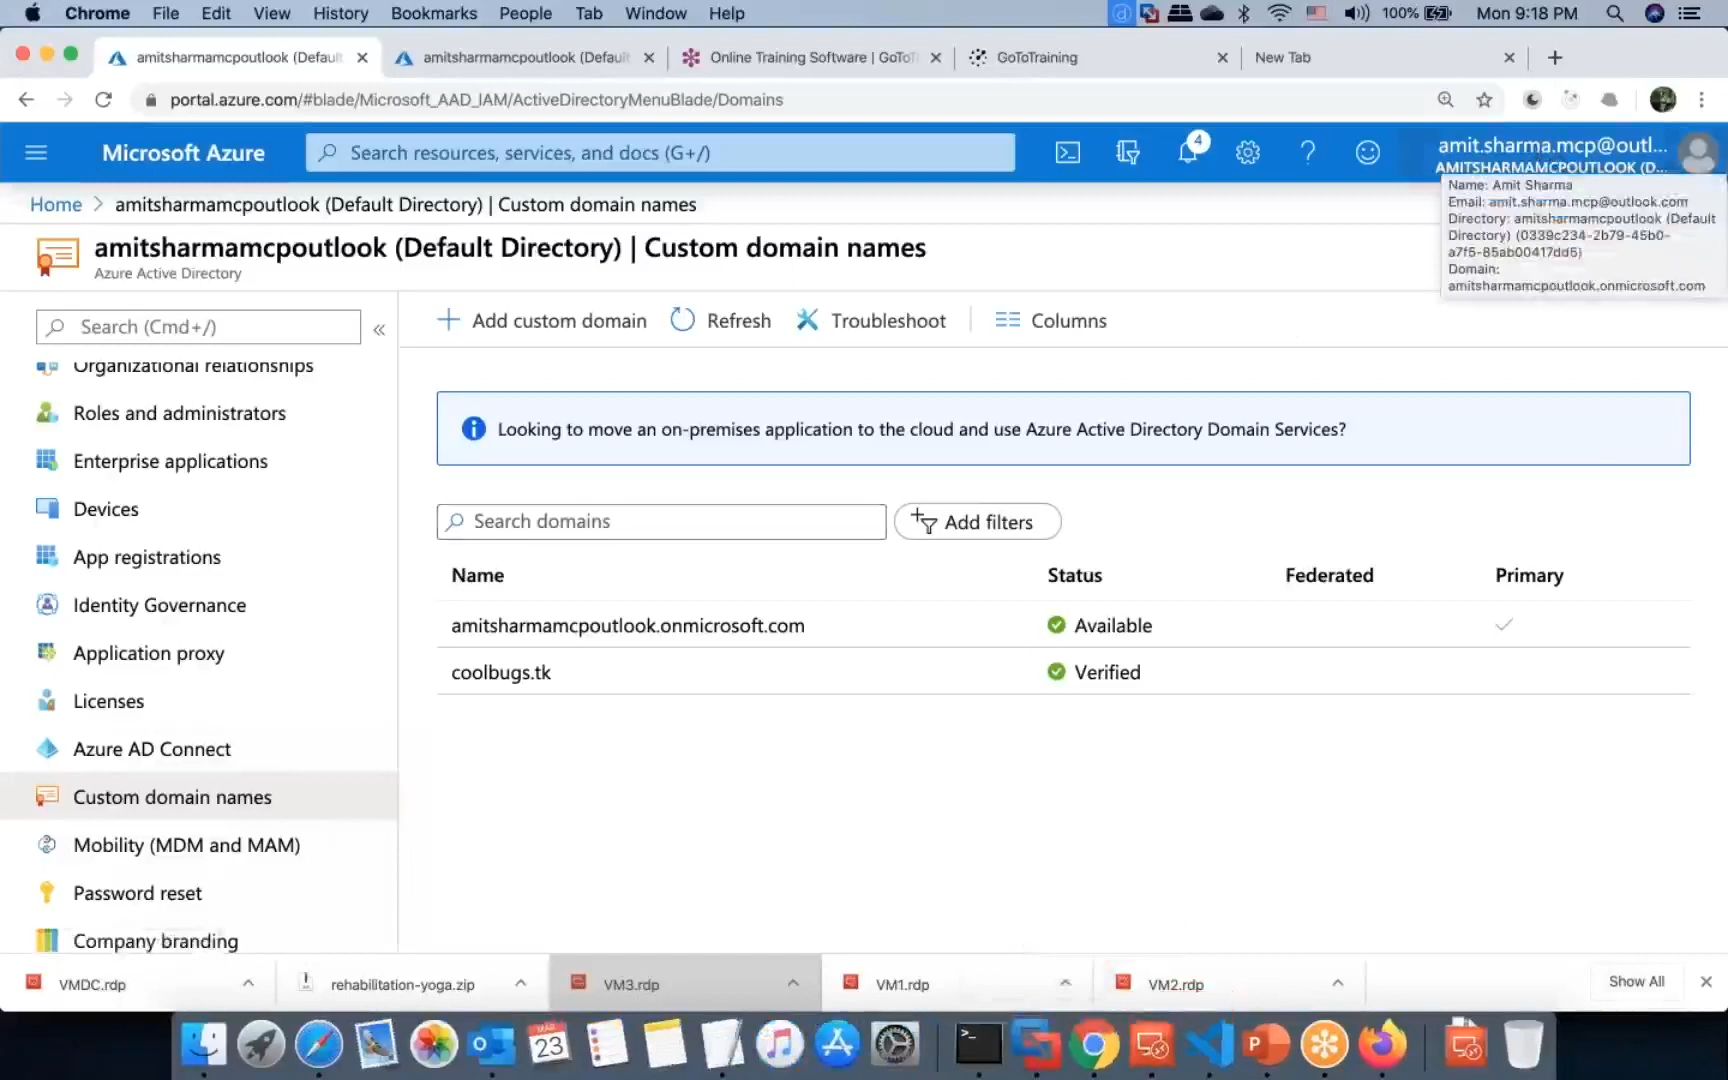 Chrome File Edit View History Bookmarks People Tab Window Help 100% Mon 9:18 PM
amitsharmamcpoutlook (Default amitsharmamcpoutlook (Default Online Training Software | GoToT GoToTraining New Tab
portal.azure.com/#blade/Microsoft_AAD_IAM/ActiveDirectoryMenuBlade/Domains
Microsoft Azure Search resources, services, and docs (G+/) 4 amit.sharma.mcp@outl...
AMITSHARMAMCPOUTLOOK (D...
Name: Amit Sharma
Email: amit.sharma.mcp@outlook.com
Directory: amitsharmamcpoutlook (Default
Directory) (0339c234-2b79-45b0-
a7f5-85ab00417dd5)
Domain:
amitsharmamcpoutlook.onmicrosoft.com
Home > amitsharmamcpoutlook (Default Directory) | Custom domain names
amitsharmamcpoutlook (Default Directory) | Custom domain names
Azure Active Directory
Search (Cmd+/) «
Organizational relationships
Roles and administrators
Enterprise applications
Devices
App registrations
Identity Governance
Application proxy
Licenses
Azure AD Connect
Custom domain names
Mobility (MDM and MAM)
Password reset
Company branding
Add custom domain Refresh Troubleshoot Columns
Looking to move an on-premises application to the cloud and use Azure Active Directory Domain Services?
Search domains Add filters
Name Status Federated Primary
amitsharmamcpoutlook.onmicrosoft.com Available
coolbugs.tk Verified
VMDC.rdp rehabilitation-yoga.zip VM3.rdp VM1.rdp VM2.rdp Show All
MAR
23